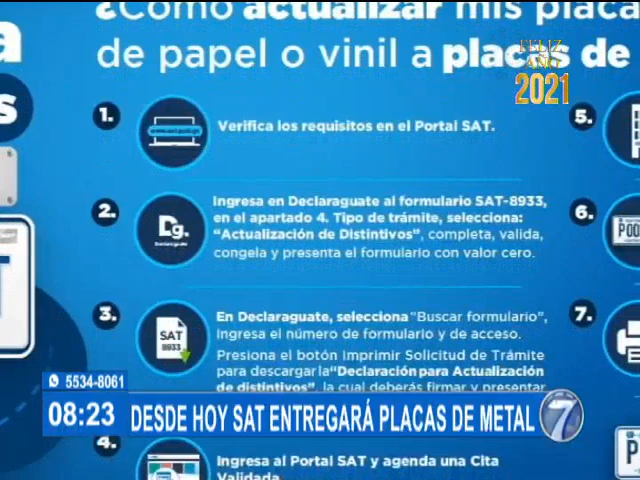 ¿Cómo actualizar mis placa
de papel o vinil a placas de
FELIZ
AÑO
2021
1.
Verifica los requisitos en el Portal SAT.
2.
Dg.
Declaraguate
Ingresa en Declaraguate al formulario SAT-8933,
en el apartado 4. Tipo de trámite, selecciona:
"Actualización de Distintivos", completa, valida,
congela y presenta el formulario con valor cero.
3.
SAT
8933
En Declaraguate, selecciona "Buscar formulario",
ingresa el número de formulario y de acceso.
Presiona el botón Imprimir Solicitud de Trámite
para descargar la "Declaración para Actualización
de distintivos", la cual deberás firmar y presentar
4.
Ingresa al Portal SAT y agenda una Cita
Validada
5.
6.
7.
5534-8061
08:23
DESDE HOY SAT ENTREGARÁ PLACAS DE METAL
7